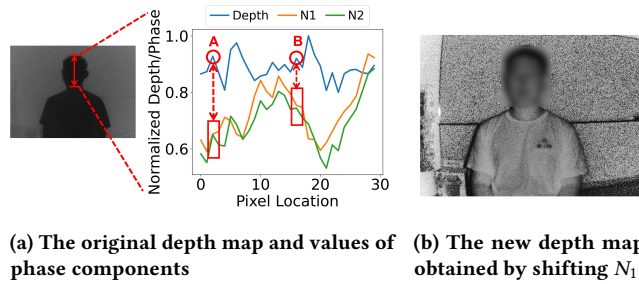 Depth N1 N2
Normalized Depth/Phase
1.0
0.8
0.6
A
B
0 10 20 30
Pixel Location
(a) The original depth map and values of phase components
(b) The new depth map obtained by shifting N₁